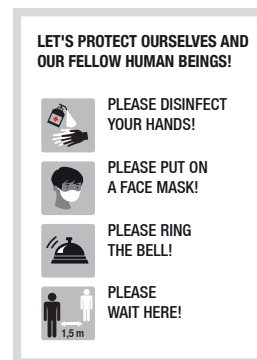 LET'S PROTECT OURSELVES AND
OUR FELLOW HUMAN BEINGS!
PLEASE DISINFECT
YOUR HANDS!
PLEASE PUT ON
A FACE MASK!
PLEASE RING
THE BELL!
PLEASE
WAIT HERE!
1,5 m